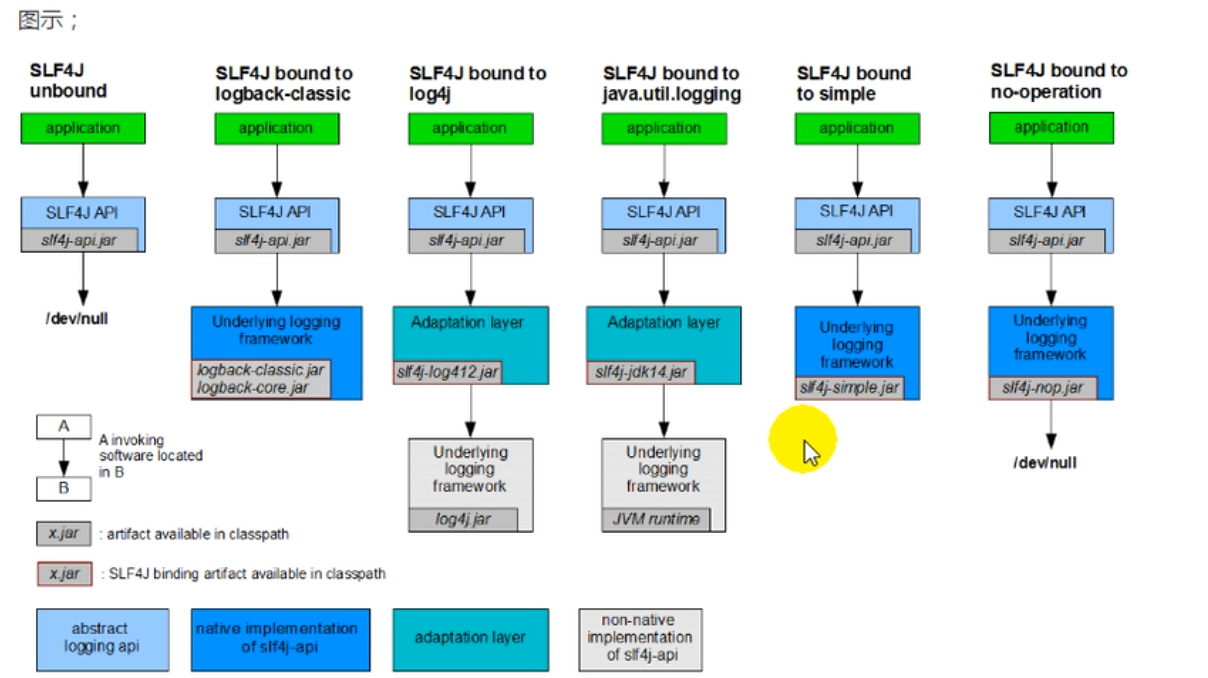 图示；
SLF4J
unbound
application
SLF4J API
slf4j-api.jar
/dev/null
SLF4J bound to
logback-classic
application
SLF4J API
slf4j-api.jar
Underlying logging
framework
logback-classic.jar
logback-core.jar
SLF4J bound to
log4j
application
SLF4J API
slf4j-api.jar
Adaptation layer
slf4j-log412.jar
Underlying
logging
framework
log4j.jar
SLF4J bound to
java.util.logging
application
SLF4J API
slf4j-api.jar
Adaptation layer
slf4j-jdk14.jar
Underlying
logging
framework
JVM runtime
SLF4J bound
to simple
application
SLF4J API
slf4j-api.jar
Underlying
logging
framework
slf4j-simple.jar
SLF4J bound to
no-operation
application
SLF4J API
slf4j-api.jar
Underlying
logging
framework
slf4j-nop.jar
/dev/null
A
B
A invoking
software located
in B
x.jar : artifact available in classpath
x.jar : SLF4J binding artifact available in classpath
abstract
logging api
native implementation
of slf4j-api
adaptation layer
non-native
implementation
of slf4j-api